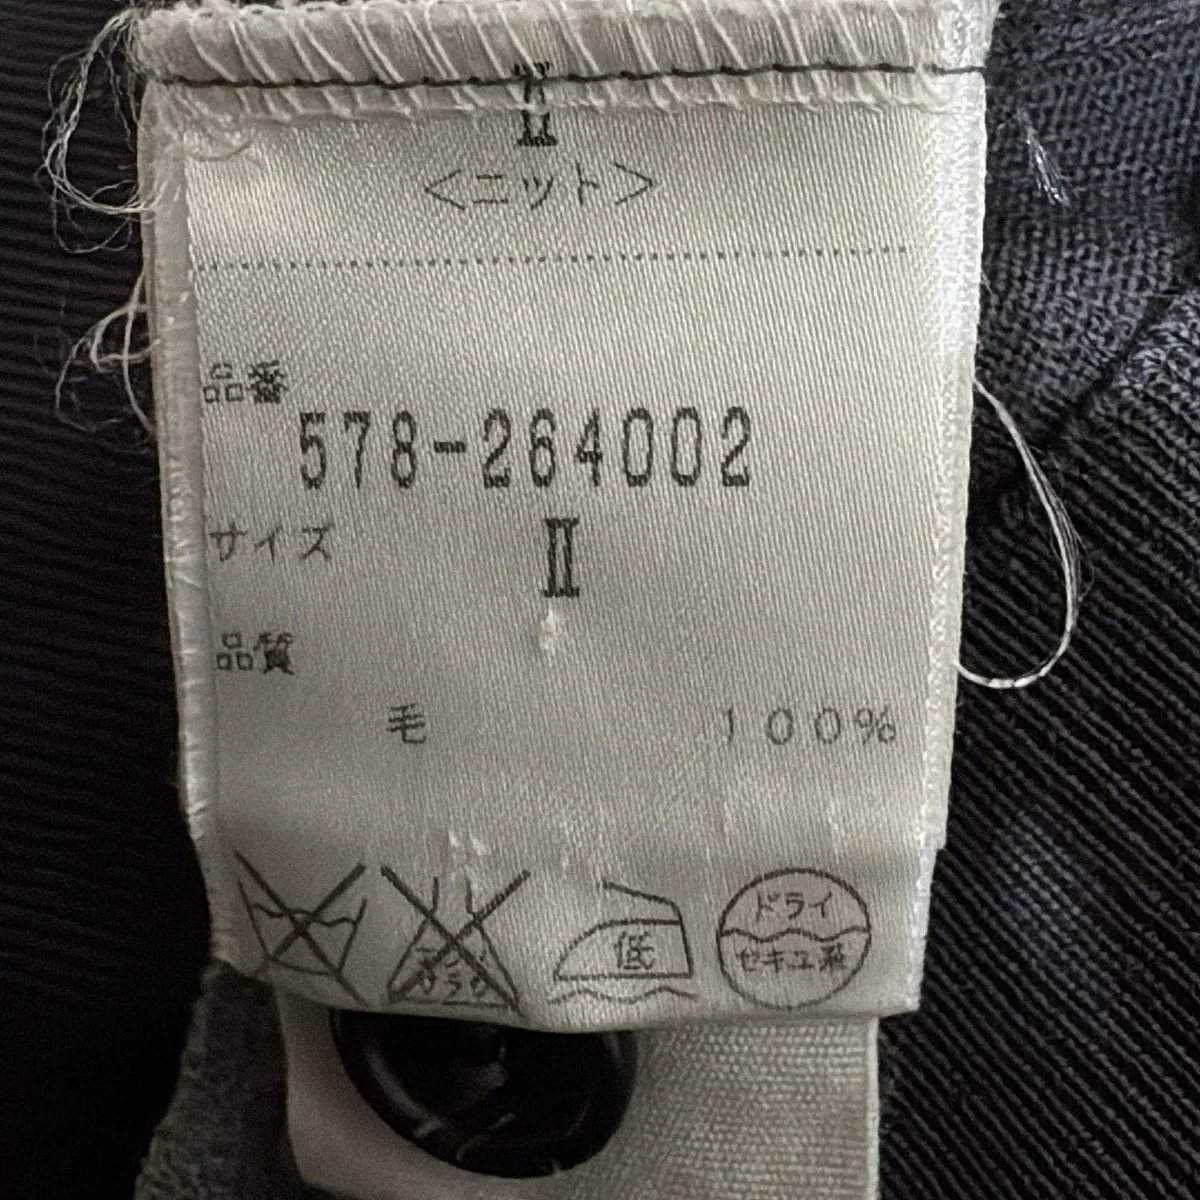 Ⅱ
<ニット>
品番
578-264002
サイズ Ⅱ
品質
毛 100%
低
ドライ
セキユ系